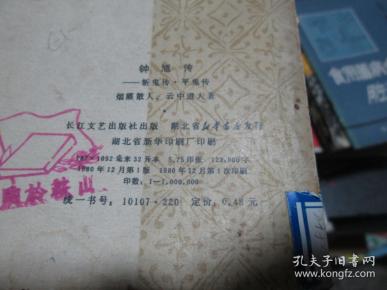 钟馗传
——斩鬼传·平鬼传
烟霞散人、云中道人著
长江文艺出版社出版 湖北省新华书店发行
湖北省新华印刷厂印刷
787×1092毫米32开本 5.75印张 123,000字
1980年12月第1版 1980年12月第1次印刷
印数:1—1,000,000
统一书号:10107·220 定价:0.48元
孔夫子旧书网